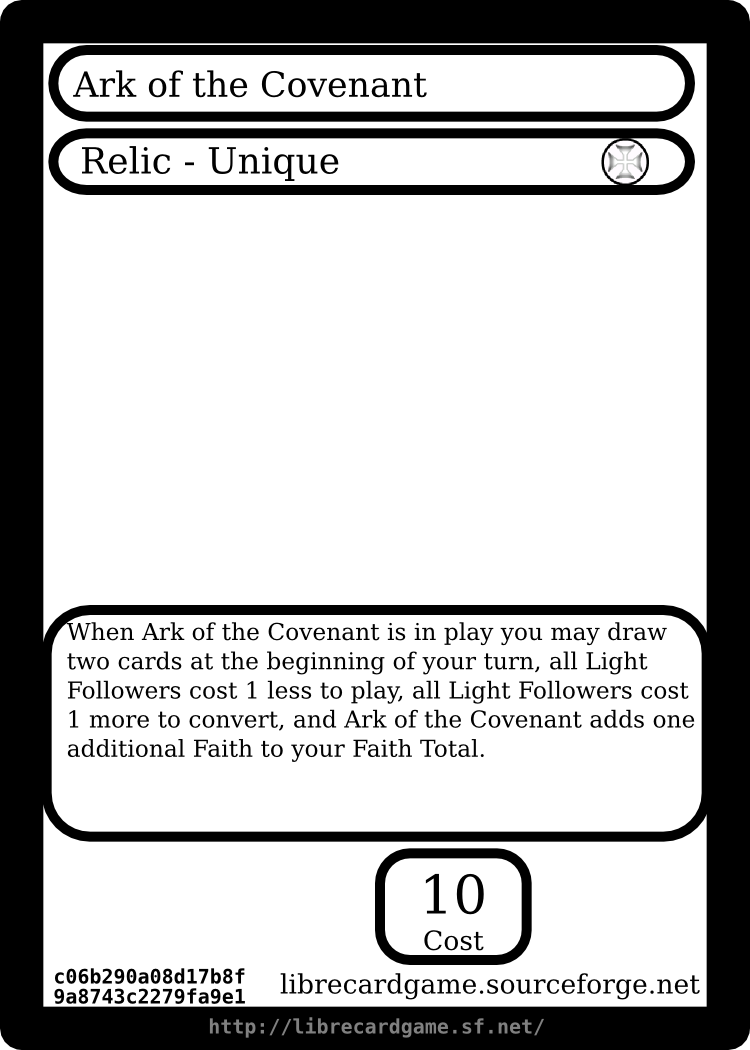 Ark of the Covenant
Relic - Unique
When Ark of the Covenant is in play you may draw
two cards at the beginning of your turn, all Light
Followers cost 1 less to play, all Light Followers cost
1 more to convert, and Ark of the Covenant adds one
additional Faith to your Faith Total.
10
Cost
c06b290a08d17b8f
9a8743c2279fa9e1
librecardgame.sourceforge.net
http://librecardgame.sf.net/